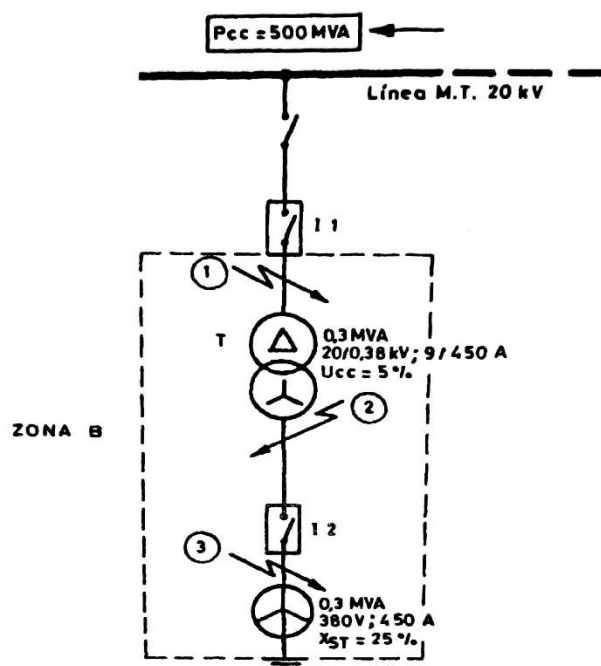 Pcc = 500 MVA
Línea M.T. 20 kV
I 1
1
T
0,3 MVA
20/0,38 kV; 9/450 A
Ucc = 5 %
2
ZONA B
I 2
3
0,3 MVA
380 V; 450 A
XST = 25 %